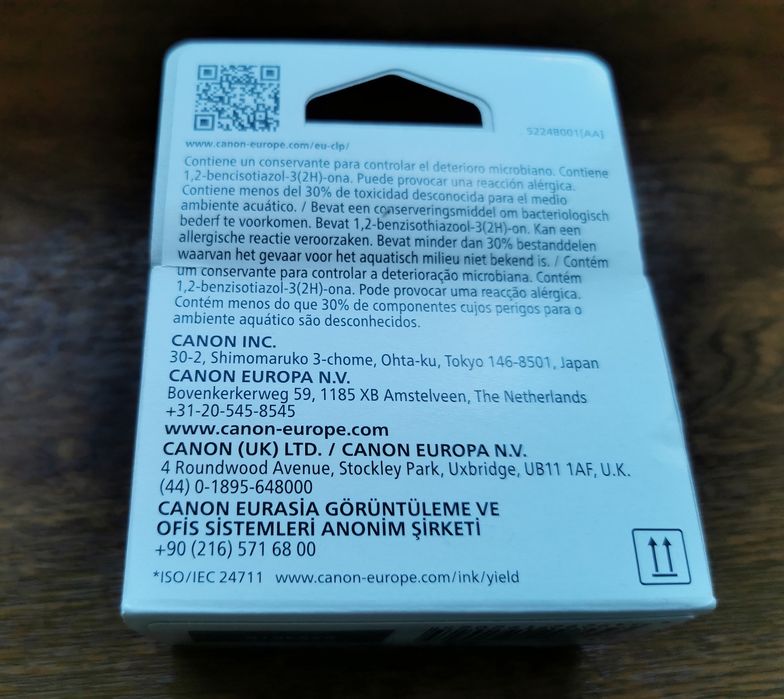 5224B001[AA]
www.canon-europe.com/eu-clp/
Contiene un conservante para controlar el deterioro microbiano. Contiene
1,2-bencisotiazol-3(2H)-ona. Puede provocar una reacción alérgica.
Contiene menos del 30% de toxicidad desconocida para el medio
ambiente acuático. / Bevat een conserveringsmiddel om bacteriologisch
bederf te voorkomen. Bevat 1,2-benzisothiazool-3(2H)-on. Kan een
allergische reactie veroorzaken. Bevat minder dan 30% bestanddelen
waarvan het gevaar voor het aquatisch milieu niet bekend is. / Contém
um conservante para controlar a deterioração microbiana. Contém
1,2-benzisotiazol-3(2H)-ona. Pode provocar uma reacção alérgica.
Contém menos do que 30% de componentes cujos perigos para o
ambiente aquático são desconhecidos.
CANON INC.
30-2, Shimomaruko 3-chome, Ohta-ku, Tokyo 146-8501, Japan
CANON EUROPA N.V.
Bovenkerkerweg 59, 1185 XB Amstelveen, The Netherlands
+31-20-545-8545
www.canon-europe.com
CANON (UK) LTD. / CANON EUROPA N.V.
4 Roundwood Avenue, Stockley Park, Uxbridge, UB11 1AF, U.K.
(44) 0-1895-648000
CANON EURASİA GÖRÜNTÜLEME VE
OFİS SİSTEMLERİ ANONİM ŞİRKETİ
+90 (216) 571 68 00
*ISO/IEC 24711 www.canon-europe.com/ink/yield